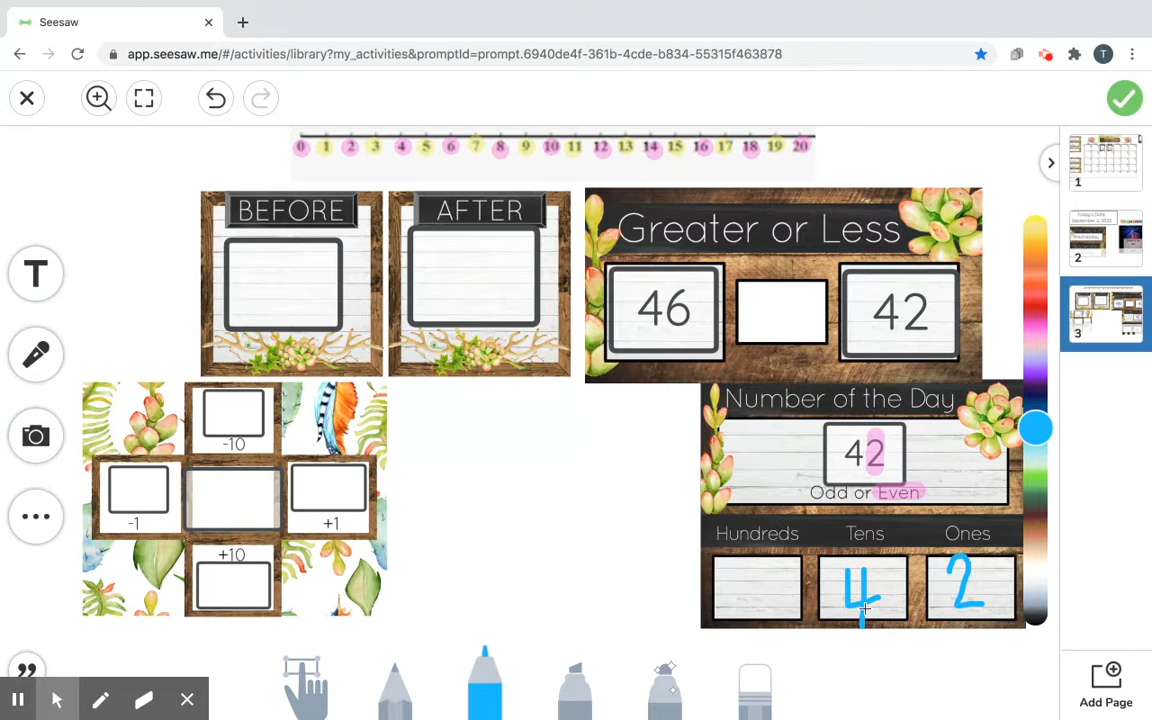 Seesaw
app.seesaw.me/#/activities/library?my_activities&promptId=prompt.6940de4f-361b-4cde-b834-55315f463878
T
0 1 2 3 4 5 6 7 8 9 10 11 12 13 14 15 16 17 18 19 20
BEFORE
AFTER
Greater or Less
46
42
-10
-1
+1
+10
Number of the Day
42
Odd or Even
Hundreds
Tens
Ones
4
2
T
1
Today's Date
2
3
Add Page